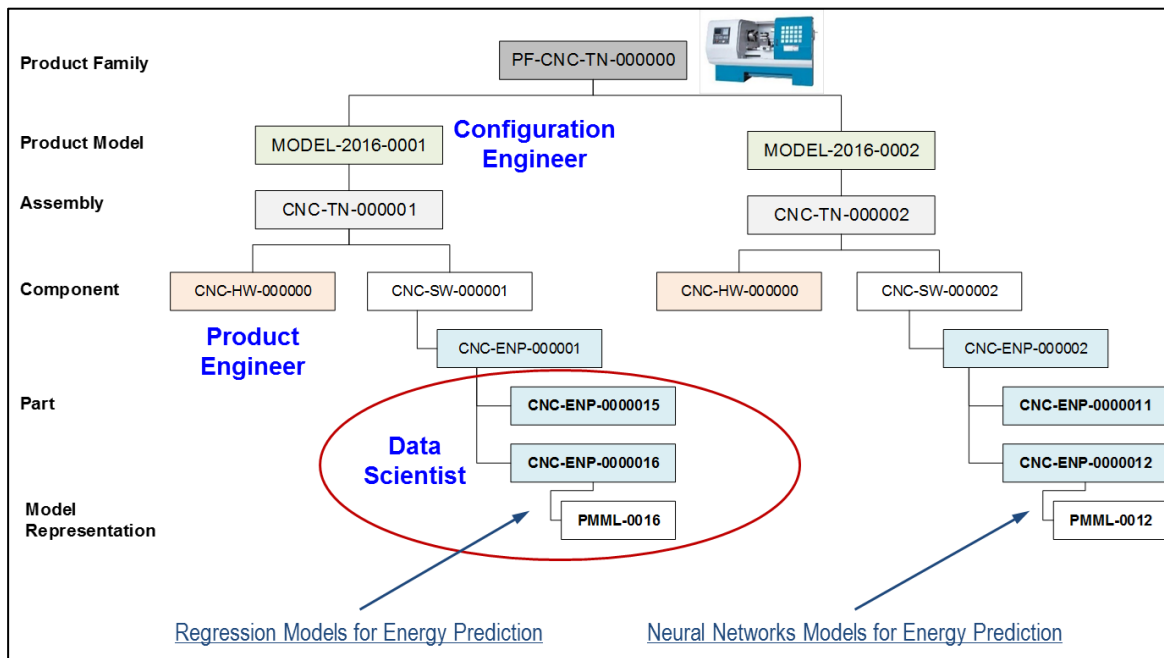 Product Family
PF-CNC-TN-000000
Product Model
MODEL-2016-0001
Configuration
Engineer
MODEL-2016-0002
Assembly
CNC-TN-000001
CNC-TN-000002
Component
CNC-HW-000000
CNC-SW-000001
CNC-HW-000000
CNC-SW-000002
Product
Engineer
CNC-ENP-000001
CNC-ENP-000002
Part
CNC-ENP-0000015
CNC-ENP-0000011
Data
Scientist
CNC-ENP-0000016
CNC-ENP-0000012
Model
Representation
PMML-0016
PMML-0012
Regression Models for Energy Prediction
Neural Networks Models for Energy Prediction